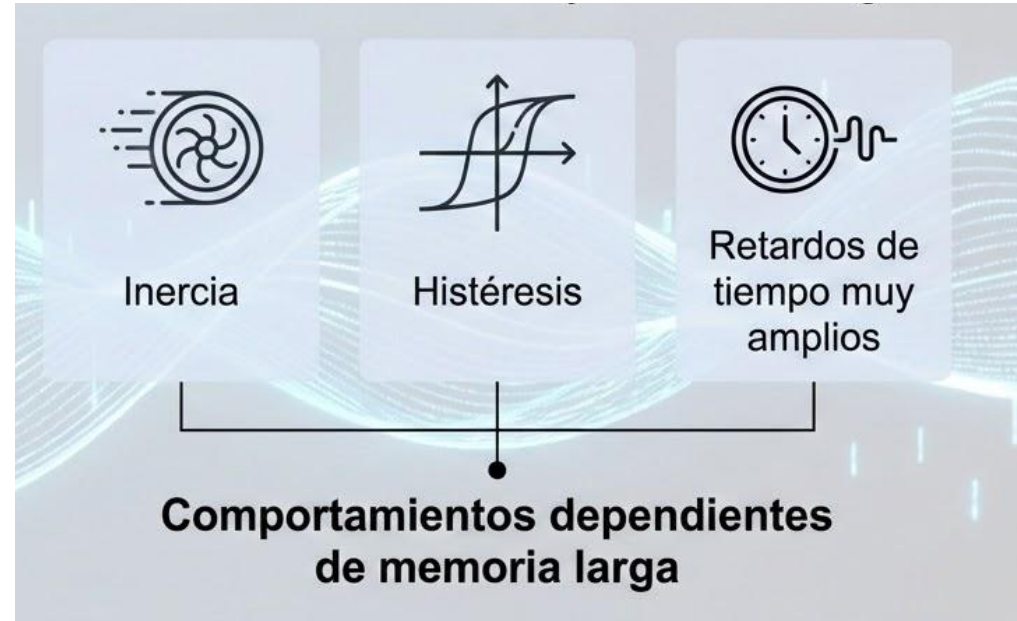 Inercia
Histéresis
Retardos de
tiempo muy
amplios
Comportamientos dependientes
de memoria larga